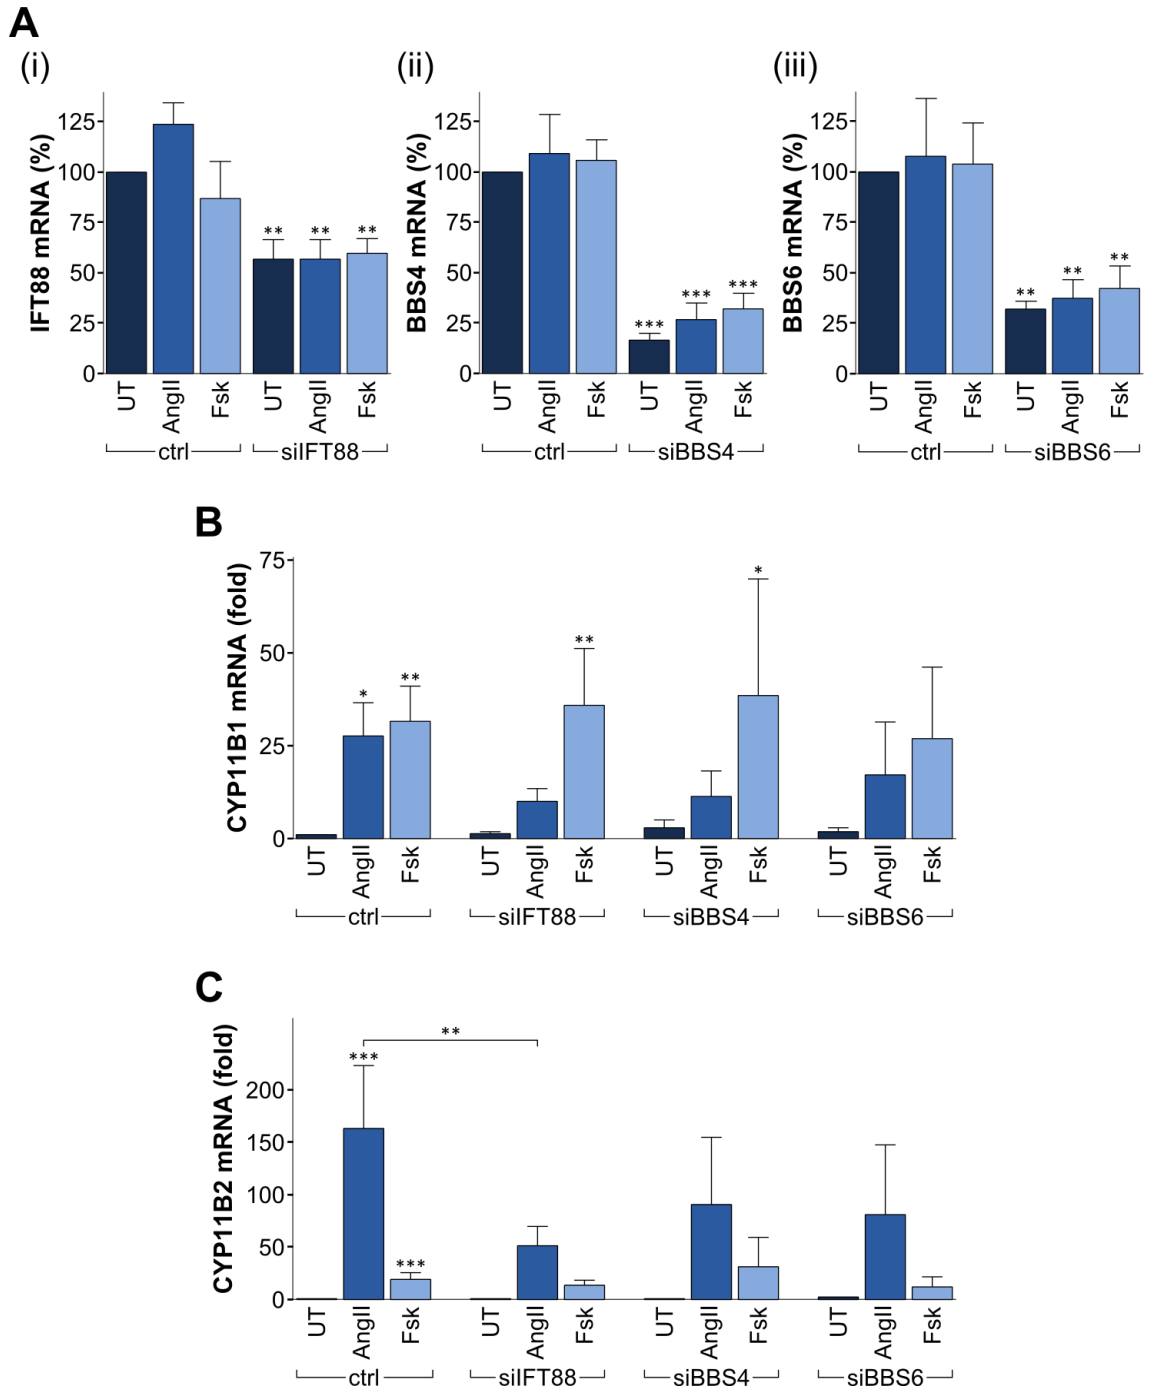 A
(i)
(ii)
(iii)
IFT88 mRNA (%)
125
100
75
50
25
0
** ** **
UT AngII Fsk UT AngII Fsk
ctrl siIFT88
BBS4 mRNA (%)
125
100
75
50
25
0
*** *** ***
UT AngII Fsk UT AngII Fsk
ctrl siBBS4
BBS6 mRNA (%)
125
100
75
50
25
0
** ** **
UT AngII Fsk UT AngII Fsk
ctrl siBBS6
B
CYP11B1 mRNA (fold)
75
50
25
0
* ** ** *
UT AngII Fsk UT AngII Fsk UT AngII Fsk UT AngII Fsk
ctrl siIFT88 siBBS4 siBBS6
C
CYP11B2 mRNA (fold)
200
150
100
50
0
**
*** ***
UT AngII Fsk UT AngII Fsk UT AngII Fsk UT AngII Fsk
ctrl siIFT88 siBBS4 siBBS6